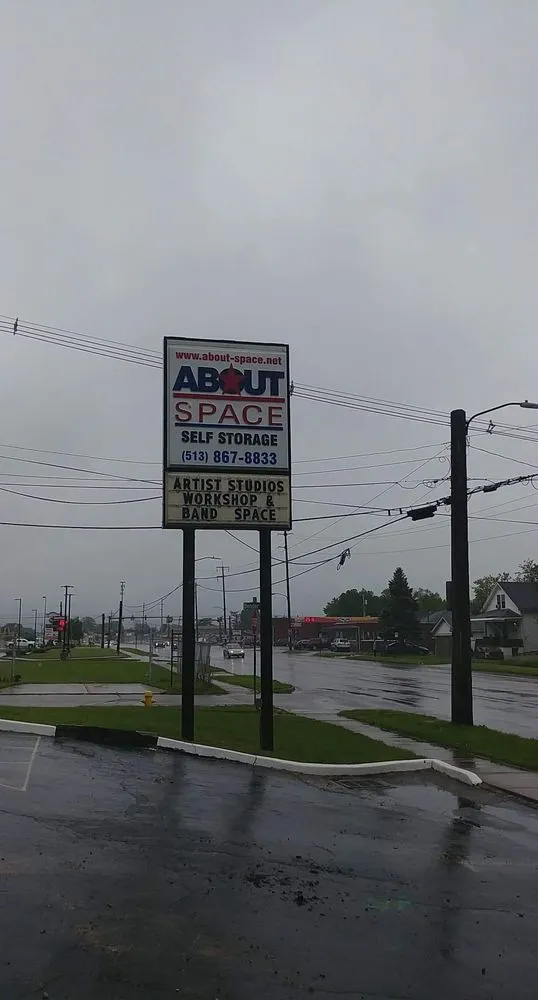 www.about-space.net
ABOUT
SPACE
SELF STORAGE
(513) 867-8833
ARTIST STUDIOS
WORKSHOP &
BAND SPACE